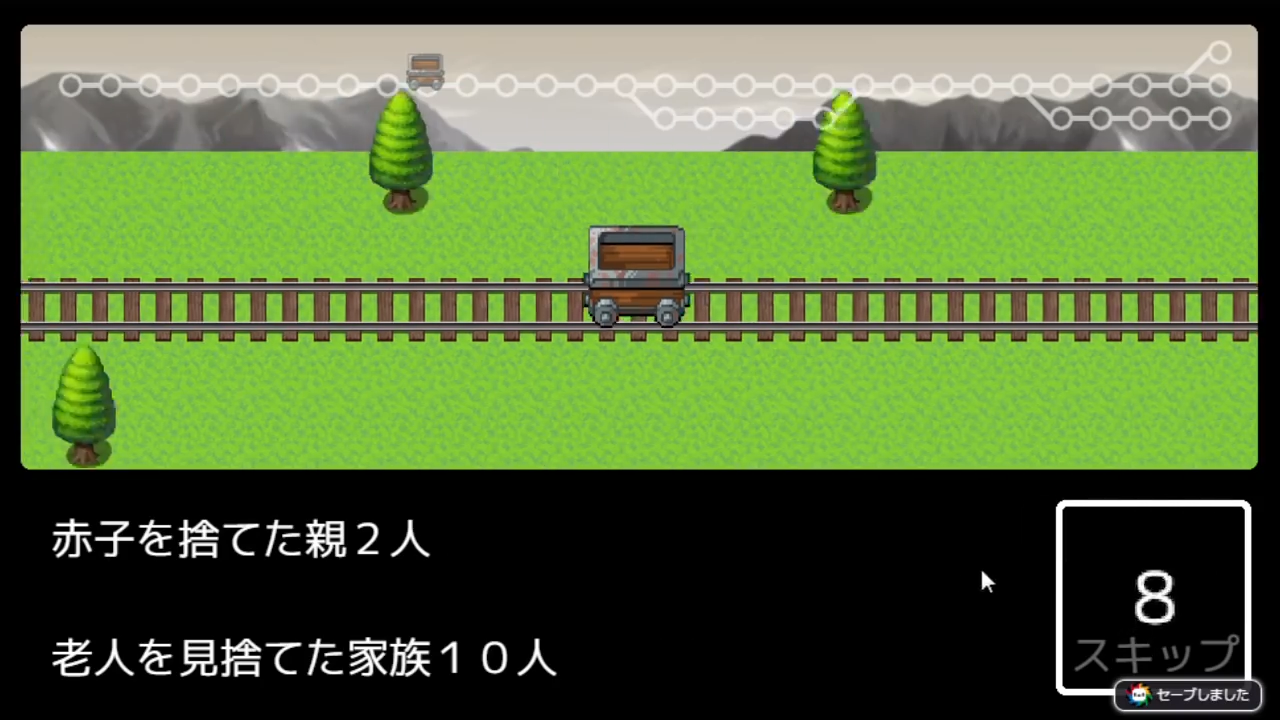 赤子を捨てた親２人
老人を見捨てた家族１０人
8
スキップ
セーブしました